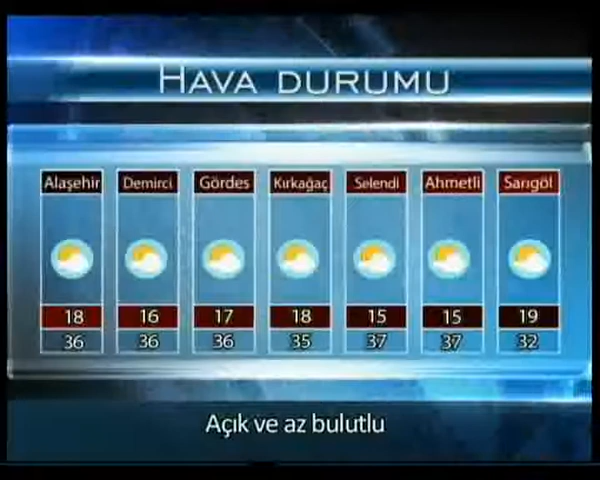 HAVA DURUMU
Alaşehir Demirci Gördes Kırkağaç Selendi Ahmetli Sarıgöl
18 16 17 18 15 15 19
36 36 36 35 37 37 32
Açık ve az bulutlu